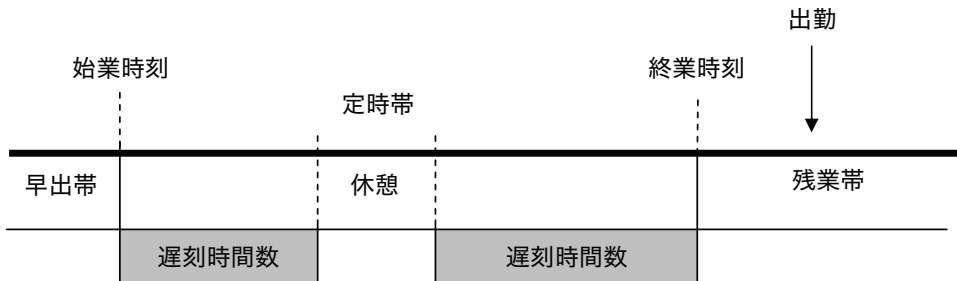 出勤
始業時刻
終業時刻
定時帯
早出帯
休憩
残業帯
遅刻時間数
遅刻時間数